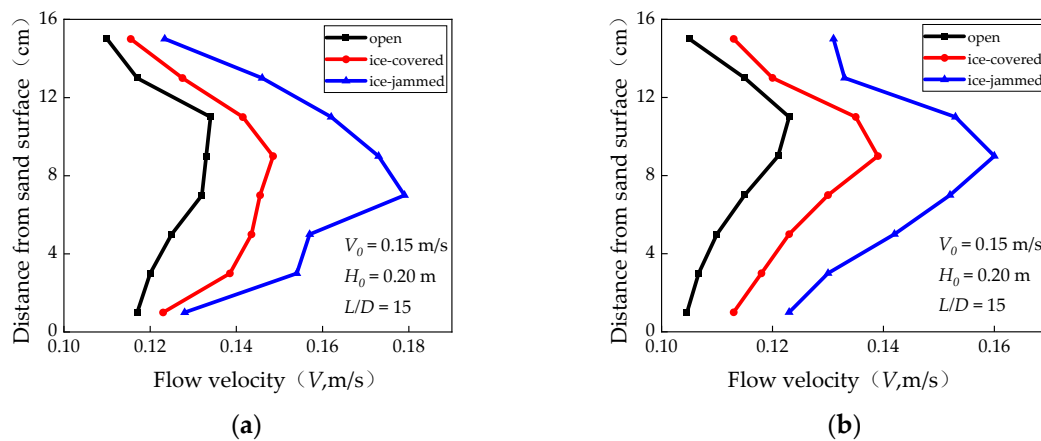 16
12
8
4
0
Distance from sand surface（cm）
open
ice-covered
ice-jammed
V0 = 0.15 m/s
H0 = 0.20 m
L/D = 15
0.10 0.12 0.14 0.16 0.18
Flow velocity（V,m/s）
(a)
16
12
8
4
0
Distance from sand surface（cm）
open
ice-covered
ice-jammed
V0 = 0.15 m/s
H0 = 0.20 m
L/D = 15
0.10 0.12 0.14 0.16
Flow velocity（V,m/s）
(b)